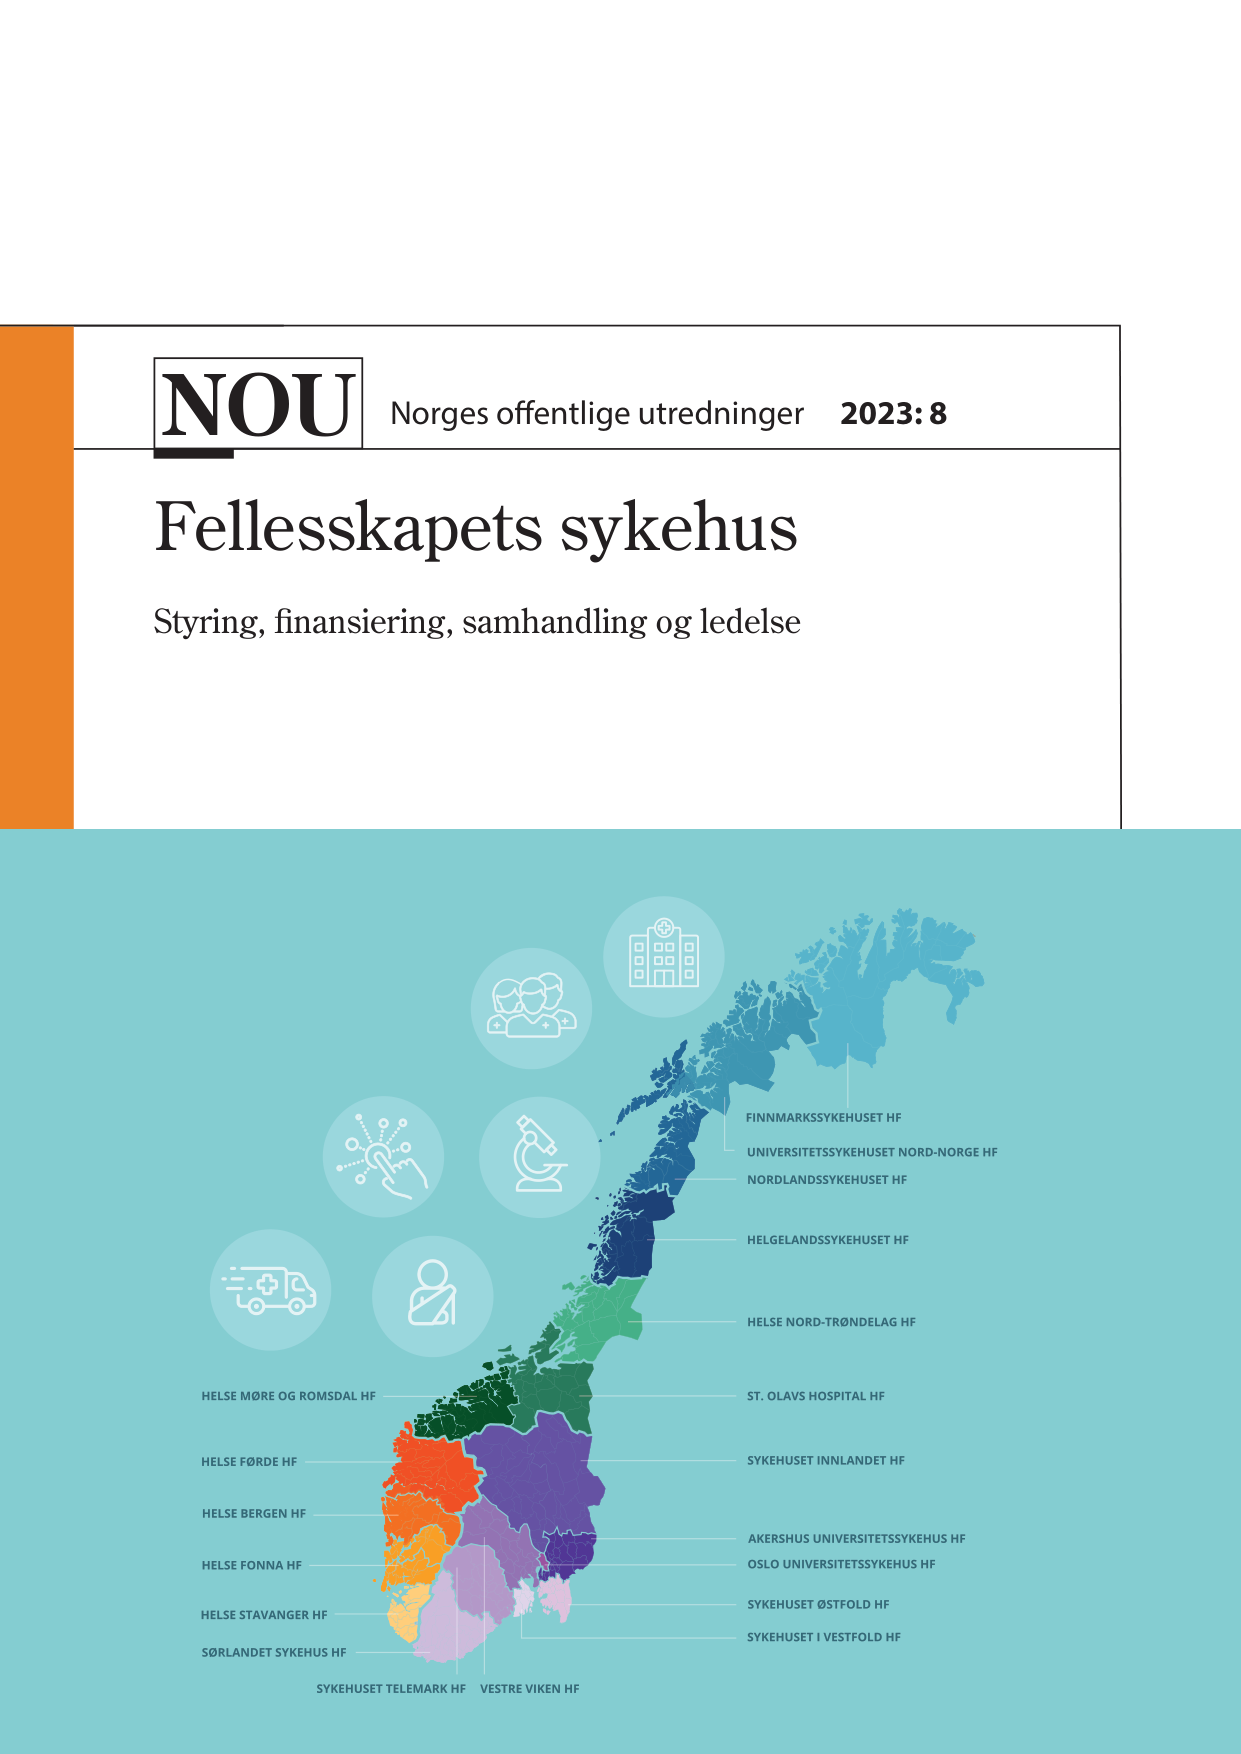 NOU
Norges offentlige utredninger 2023: 8
Fellesskapets sykehus
Styring, finansiering, samhandling og ledelse
FINNMARKSSYKEHUSET HF
UNIVERSITETSSYKEHUSET NORD-NORGE HF
NORDLANDSSYKEHUSET HF
HELGELANDSSYKEHUSET HF
HELSE NORD-TRØNDELAG HF
HELSE MØRE OG ROMSDAL HF
ST. OLAVS HOSPITAL HF
HELSE FØRDE HF
SYKEHUSET INNLANDET HF
HELSE BERGEN HF
AKERSHUS UNIVERSITETSSYKEHUS HF
HELSE FONNA HF
OSLO UNIVERSITETSSYKEHUS HF
SYKEHUSET ØSTFOLD HF
HELSE STAVANGER HF
SYKEHUSET I VESTFOLD HF
SØRLANDET SYKEHUS HF
SYKEHUSET TELEMARK HF
VESTRE VIKEN HF